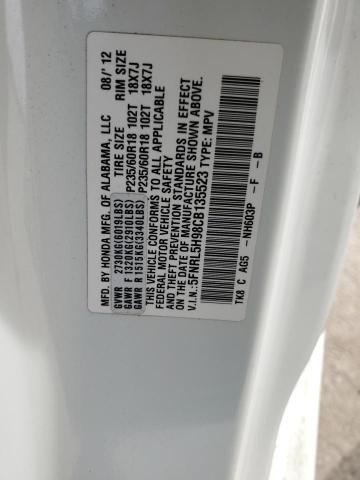 MFD. BY HONDA MFG. OF ALABAMA, LLC 08/'12
TIRE SIZE RIM SIZE
GVWR 2730KG(6019LBS)
GAWR F 1320KG(2910LBS) P235/60R18 102T 18X7J
GAWR R 1515KG(3340LBS) P235/60R18 102T 18X7J
THIS VEHICLE CONFORMS TO ALL APPLICABLE
FEDERAL MOTOR VEHICLE SAFETY
AND THEFT PREVENTION STANDARDS IN EFFECT
ON THE DATE OF MANUFACTURE SHOWN ABOVE.
V.I.N.:5FNRL5H98CB135523 TYPE: MPV
TK8 C AG5 -NH603P -F -B